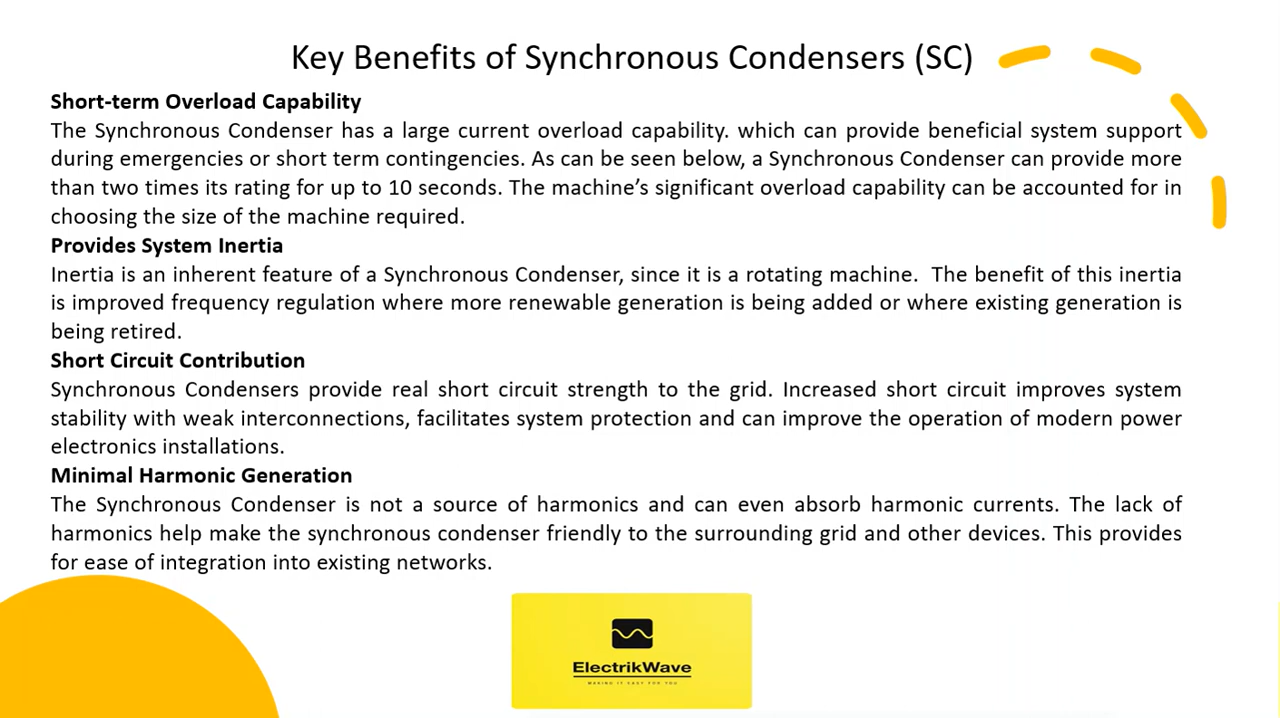 Key Benefits of Synchronous Condensers (SC)
Short-term Overload Capability
The Synchronous Condenser has a large current overload capability. which can provide beneficial system support
during emergencies or short term contingencies. As can be seen below, a Synchronous Condenser can provide more
than two times its rating for up to 10 seconds. The machine’s significant overload capability can be accounted for in
choosing the size of the machine required.
Provides System Inertia
Inertia is an inherent feature of a Synchronous Condenser, since it is a rotating machine.  The benefit of this inertia
is improved frequency regulation where more renewable generation is being added or where existing generation is
being retired.
Short Circuit Contribution
Synchronous Condensers provide real short circuit strength to the grid. Increased short circuit improves system
stability with weak interconnections, facilitates system protection and can improve the operation of modern power
electronics installations.
Minimal Harmonic Generation
The Synchronous Condenser is not a source of harmonics and can even absorb harmonic currents. The lack of
harmonics help make the synchronous condenser friendly to the surrounding grid and other devices. This provides
for ease of integration into existing networks.
ElectrikWave
MAKING IT EASY FOR YOU